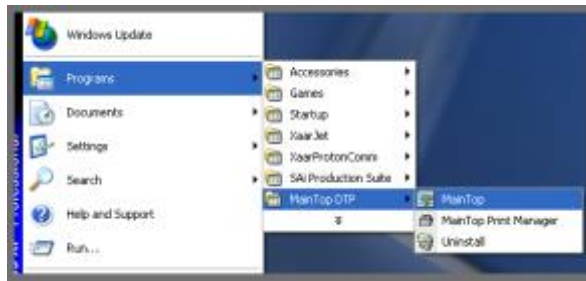 Windows Update
Programs
Documents
Settings
Search
Help and Support
Run...
Accessories
Games
Startup
XaarJet
XaarProtonComm
SAi Production Suite
MainTop DTP
MainTop
MainTop Print Manager
Uninstall
Professional